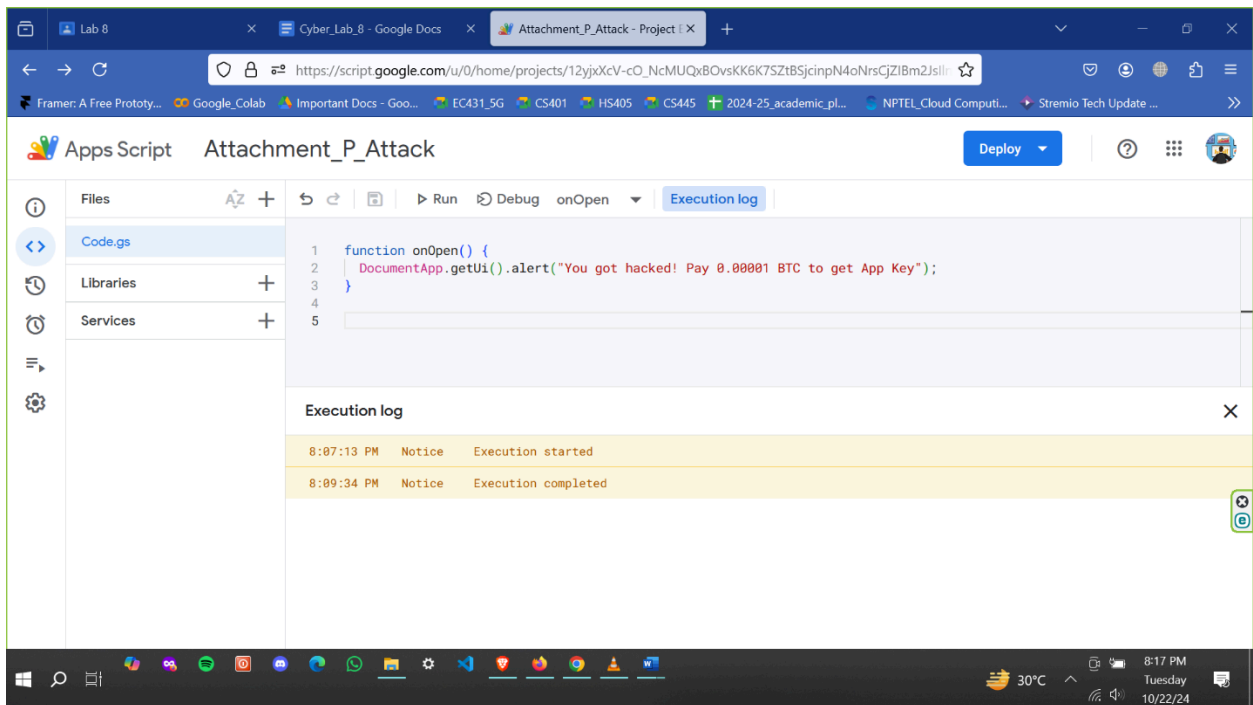 Lab 8
Cyber_Lab_8 - Google Docs
Attachment_P_Attack - Project E
https://script.google.com/u/0/home/projects/12yjxXcV-cO_NcMUQxBOvsKK6K7SZtBSjcinpN4oNrsCjZIBm2JsIlr
Framer: A Free Prototy... Google_Colab Important Docs - Goo... EC431_5G CS401 HS405 CS445 2024-25_academic_pl... NPTEL_Cloud Computi... Stremio Tech Update ...
Apps Script Attachment_P_Attack Deploy
Files AZ Run Debug onOpen Execution log
Code.gs
Libraries
Services
1 function onOpen() {
2 DocumentApp.getUi().alert("You got hacked! Pay 0.00001 BTC to get App Key");
3 }
4
5
Execution log
8:07:13 PM Notice Execution started
8:09:34 PM Notice Execution completed
30°C
8:17 PM
Tuesday
10/22/24